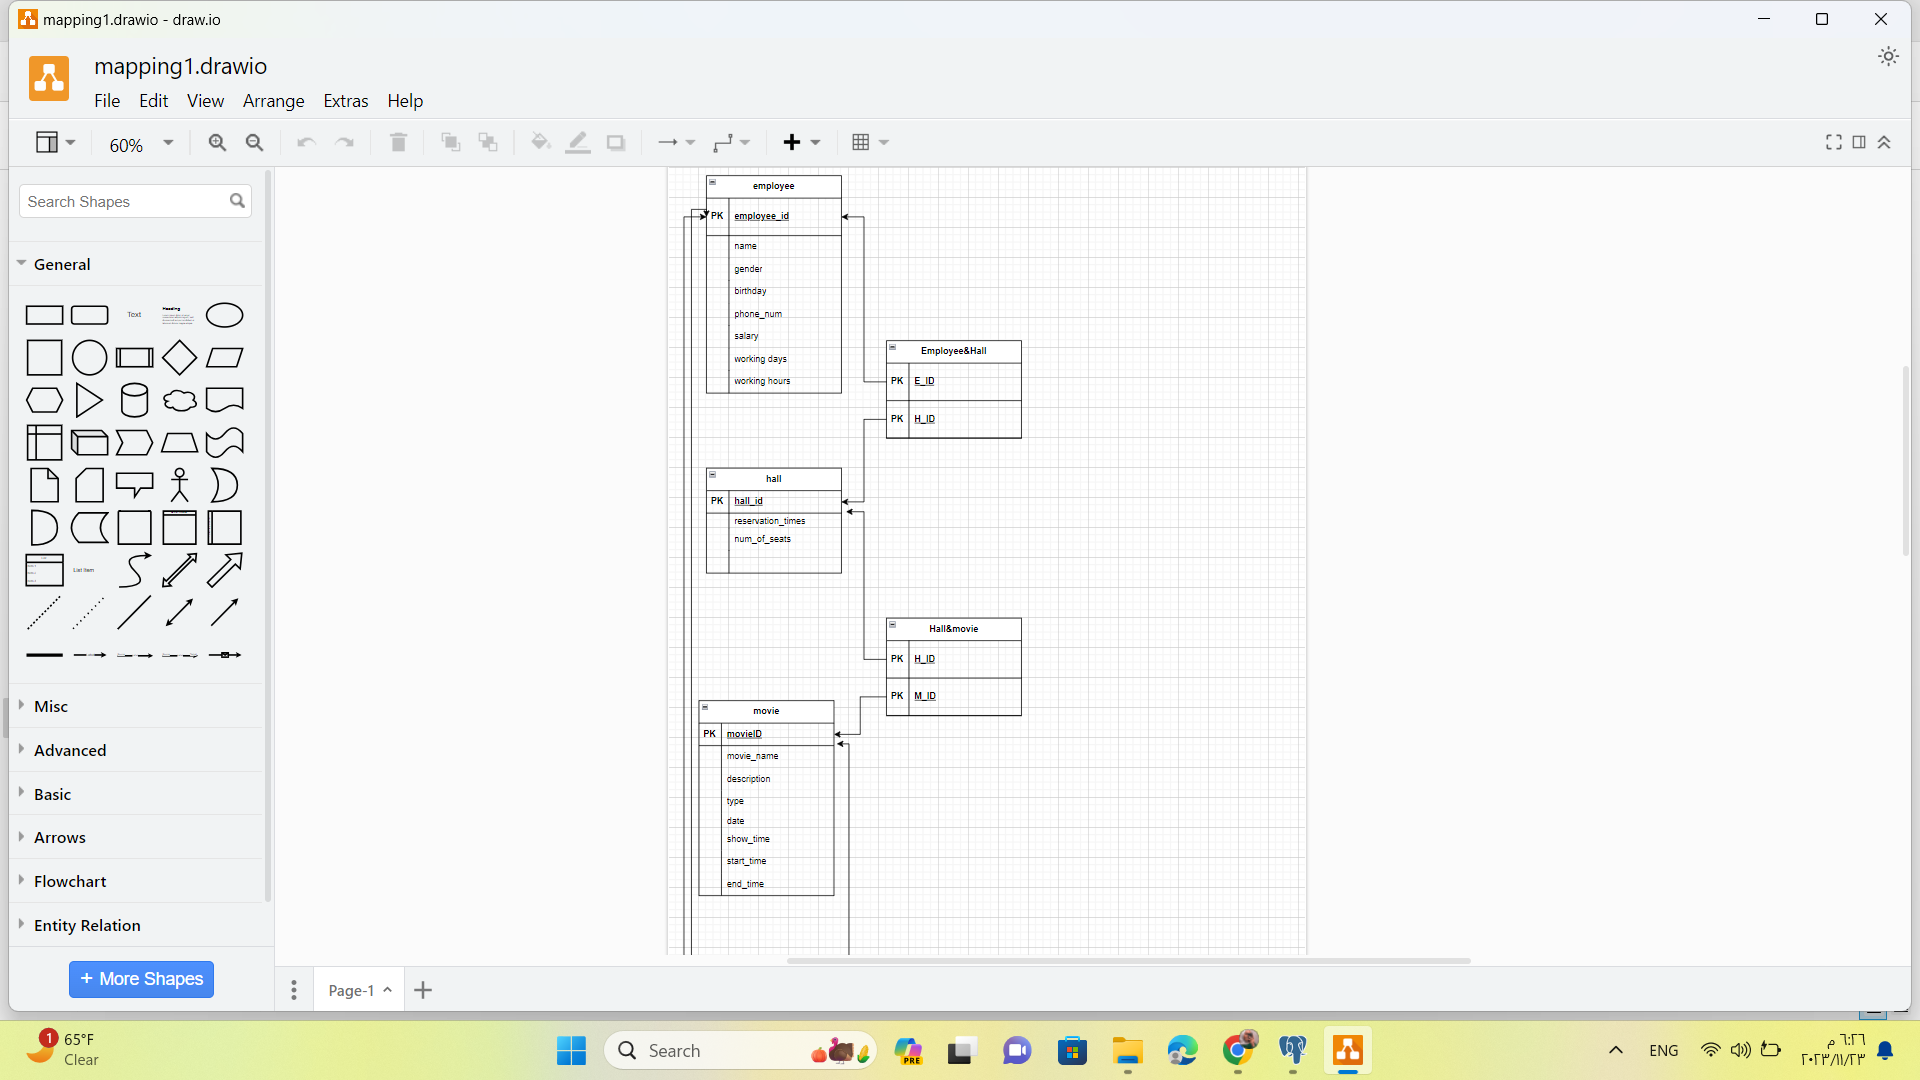 mapping1.drawio - draw.io
mapping1.drawio
File Edit View Arrange Extras Help
60%
Search Shapes
General
Text
Heading
List Item
Misc
Advanced
Basic
Arrows
Flowchart
Entity Relation
+ More Shapes
employee
PK employee_id
name
gender
birthday
phone_num
salary
working days
working hours
Employee&Hall
PK E_ID
PK H_ID
hall
PK hall_id
reservation_times
num_of_seats
Hall&movie
PK H_ID
PK M_ID
movie
PK movieID
movie_name
description
type
date
show_time
start_time
end_time
Page-1
1
65°F
Clear
Search
PRE
ENG
٦:٢٦ م
٢٠٢٣/١١/٢٣